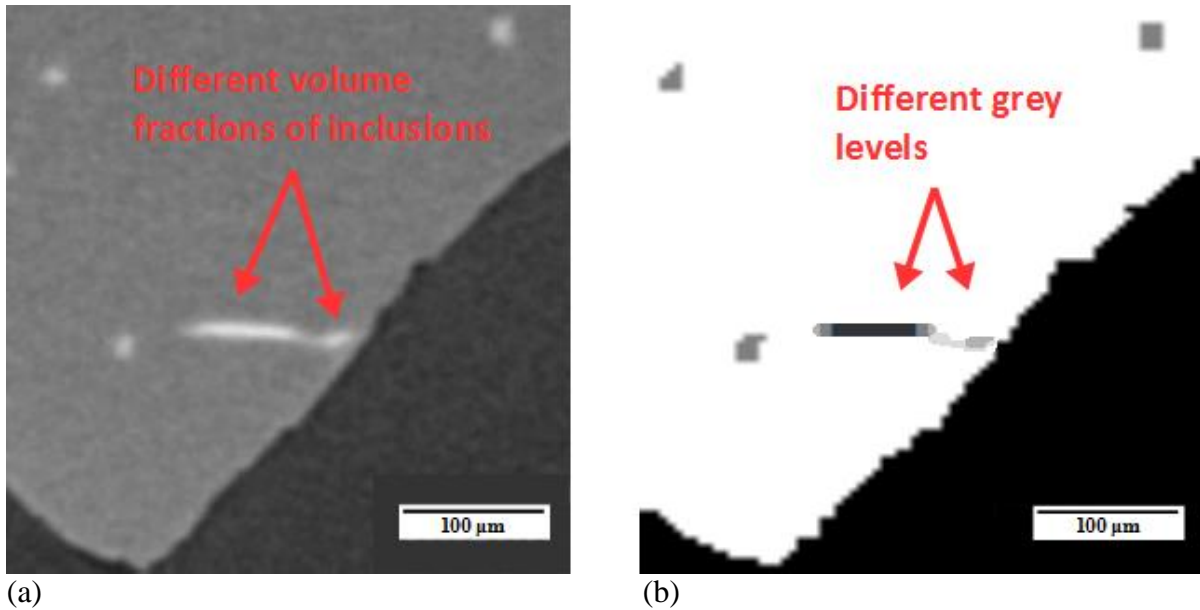 Different volume
fractions of inclusions
100 µm
(a)
Different grey
levels
100 µm
(b)